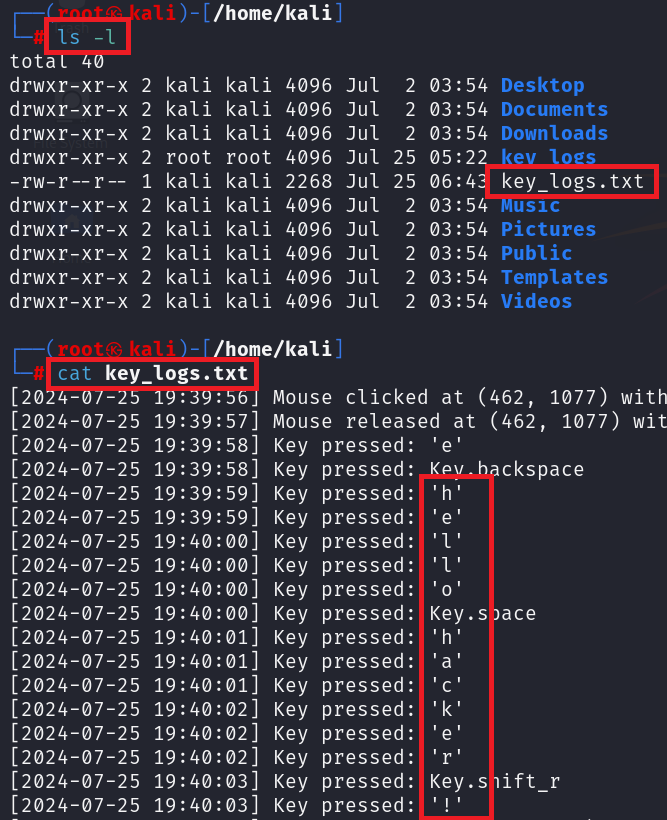 ┌──(root㉿kali)-[/home/kali]
└─# ls -l
total 40
drwxr-xr-x 2 kali kali 4096 Jul  2 03:54 Desktop
drwxr-xr-x 2 kali kali 4096 Jul  2 03:54 Documents
drwxr-xr-x 2 kali kali 4096 Jul  2 03:54 Downloads
drwxr-xr-x 2 root root 4096 Jul 25 05:22 key_logs
-rw-r--r-- 1 kali kali 2268 Jul 25 06:43 key_logs.txt
drwxr-xr-x 2 kali kali 4096 Jul  2 03:54 Music
drwxr-xr-x 2 kali kali 4096 Jul  2 03:54 Pictures
drwxr-xr-x 2 kali kali 4096 Jul  2 03:54 Public
drwxr-xr-x 2 kali kali 4096 Jul  2 03:54 Templates
drwxr-xr-x 2 kali kali 4096 Jul  2 03:54 Videos
┌──(root㉿kali)-[/home/kali]
└─# cat key_logs.txt
[2024-07-25 19:39:56] Mouse clicked at (462, 1077) with
[2024-07-25 19:39:57] Mouse released at (462, 1077) wit
[2024-07-25 19:39:58] Key pressed: 'e'
[2024-07-25 19:39:58] Key pressed: Key.backspace
[2024-07-25 19:39:59] Key pressed: 'h'
[2024-07-25 19:39:59] Key pressed: 'e'
[2024-07-25 19:40:00] Key pressed: 'l'
[2024-07-25 19:40:00] Key pressed: 'l'
[2024-07-25 19:40:00] Key pressed: 'o'
[2024-07-25 19:40:00] Key pressed: Key.space
[2024-07-25 19:40:01] Key pressed: 'h'
[2024-07-25 19:40:01] Key pressed: 'a'
[2024-07-25 19:40:01] Key pressed: 'c'
[2024-07-25 19:40:02] Key pressed: 'k'
[2024-07-25 19:40:02] Key pressed: 'e'
[2024-07-25 19:40:02] Key pressed: 'r'
[2024-07-25 19:40:03] Key pressed: Key.shift_r
[2024-07-25 19:40:03] Key pressed: '!'